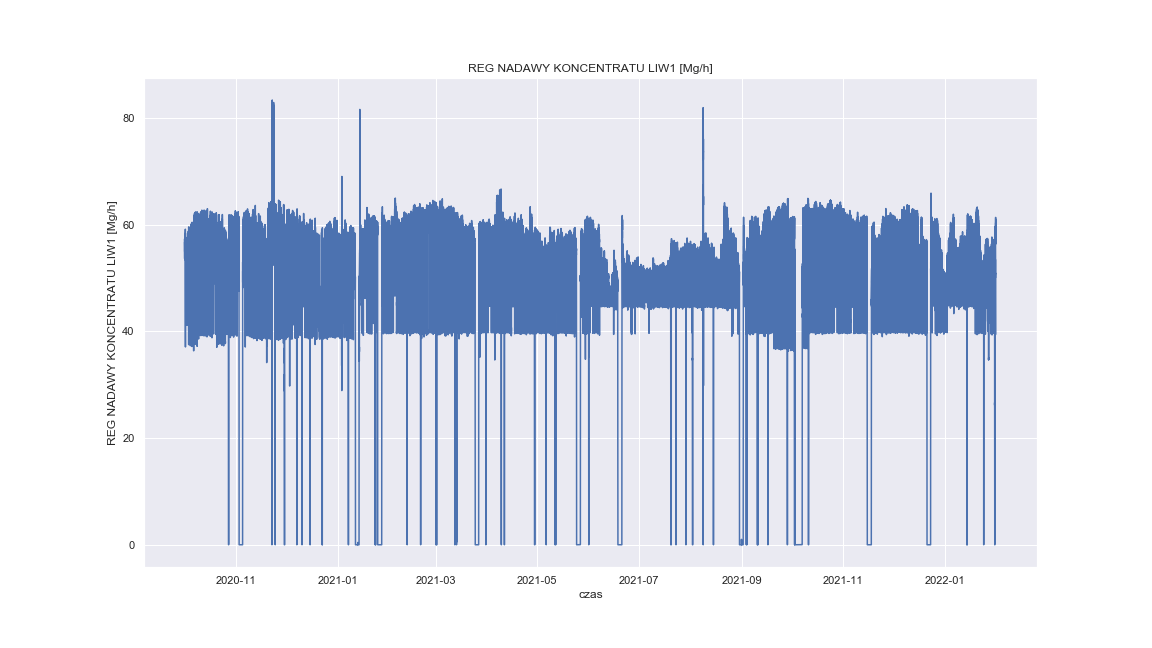 REG NADAWY KONCENTRATU LIW1 [Mg/h]
REG NADAWY KONCENTRATU LIW1 [Mg/h]
80
60
40
20
0
2020-11 2021-01 2021-03 2021-05 2021-07 2021-09 2021-11 2022-01
czas